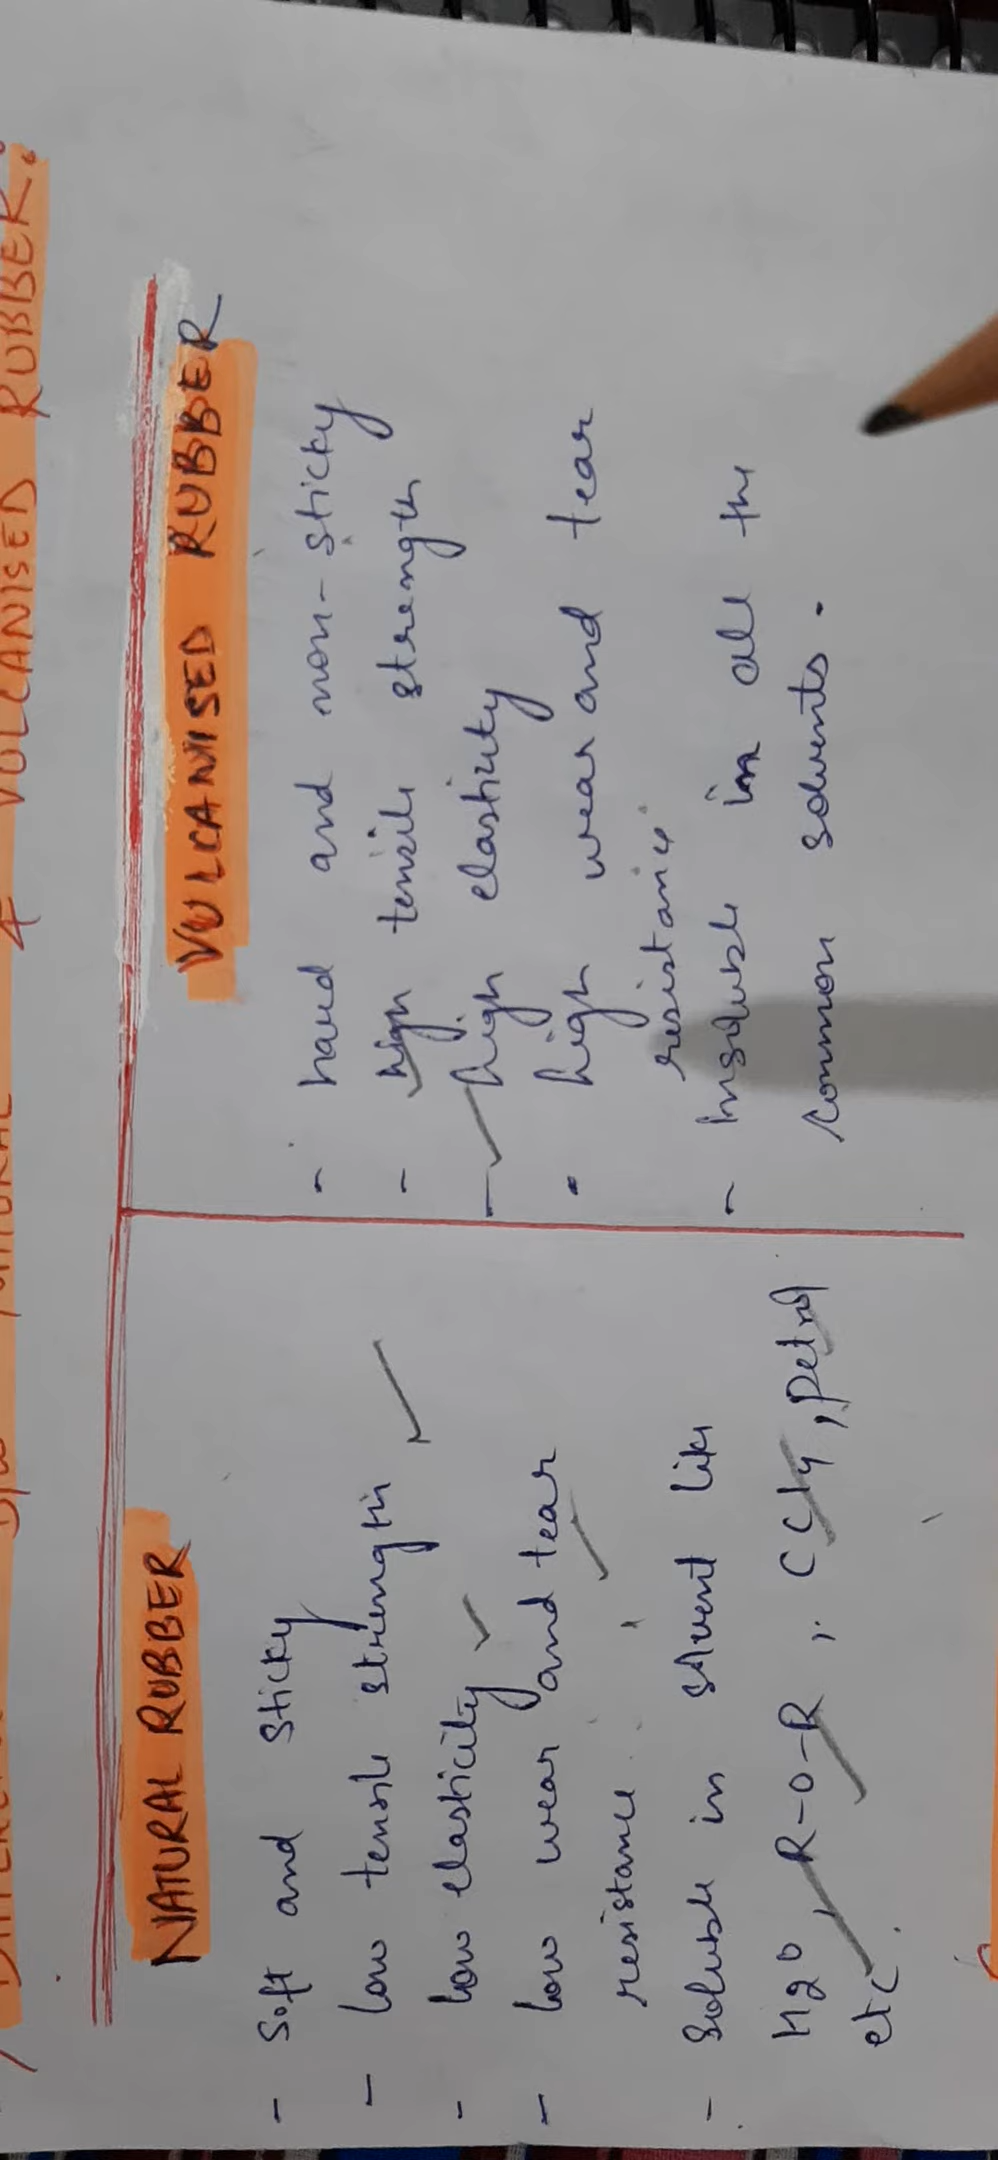 VULCANISED RUBBER.
NATURAL RUBBER
- Soft and sticky
- low tensile strength
- low elasticity
- low wear and tear
resistance.
- Soluble in solvent like
H2O, R-O-R, CCl4, petrol
etc.
VULCANISED RUBBER
- hard and non-sticky
- high tensile strength
- high elasticity
- high wear and tear
resistance
- Insoluble in all the
common solvents.